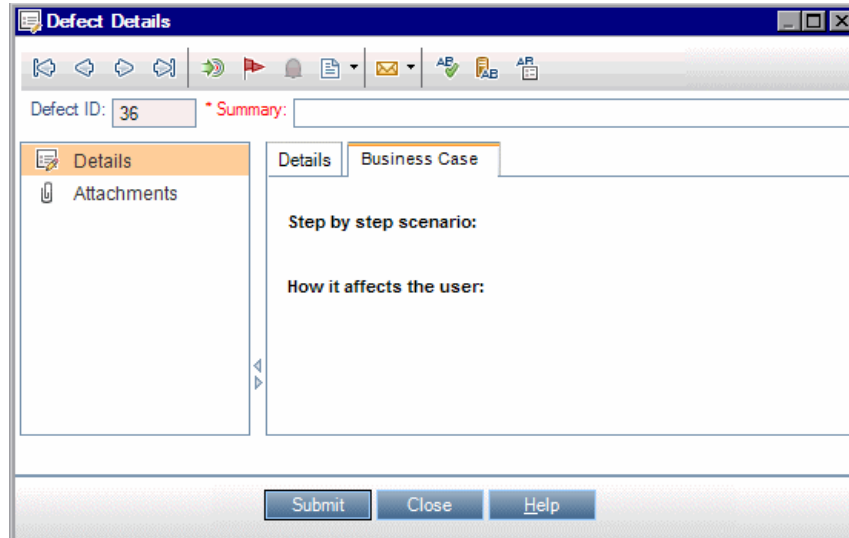 Defect Details
Defect ID: 36 * Summary:
Details
Attachments
Details Business Case
Step by step scenario:
How it affects the user:
Submit Close Help